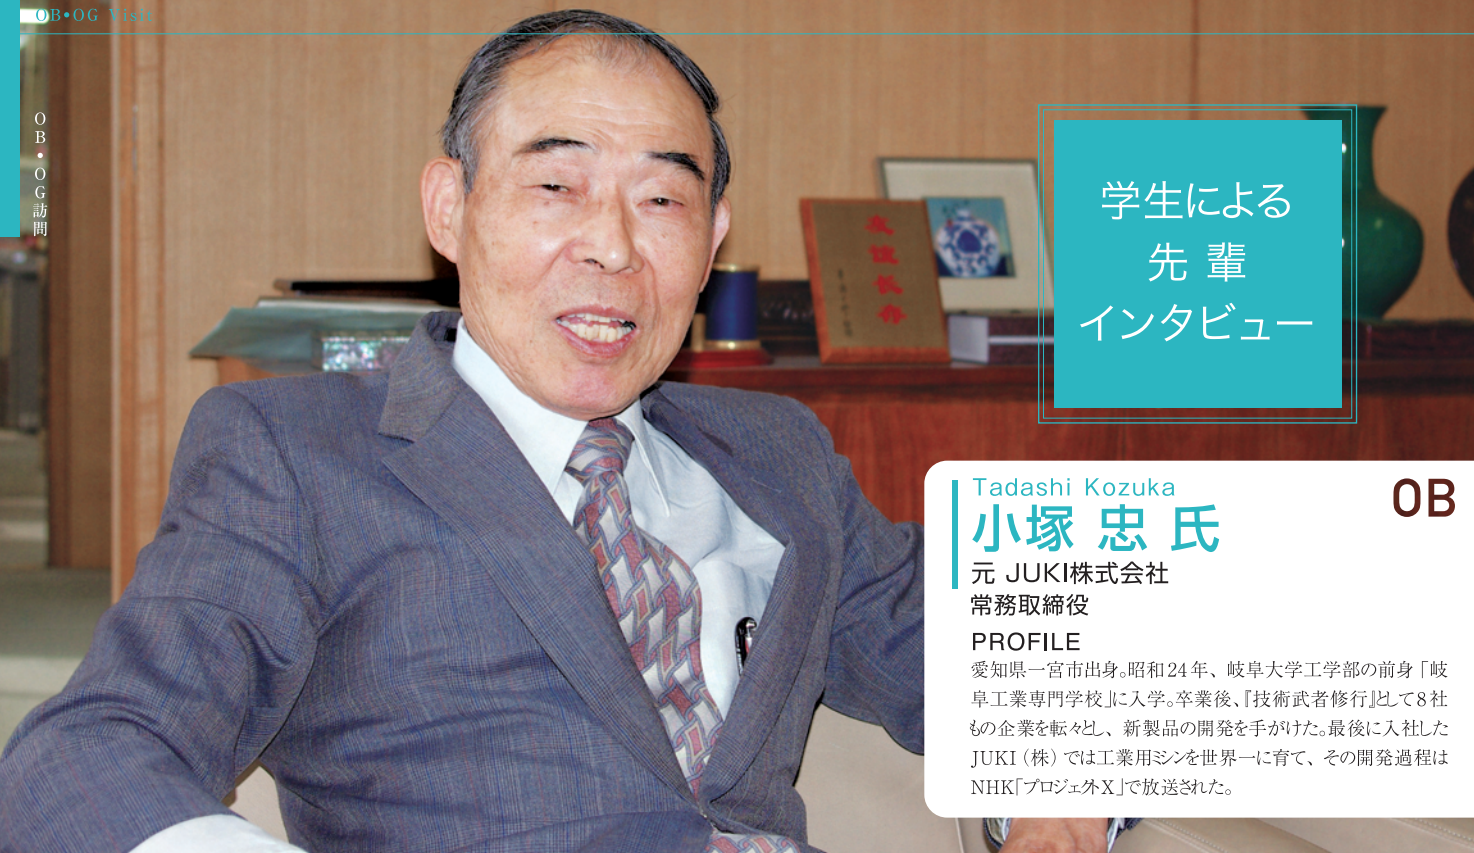 OB•OG Visit
OB•OG訪問
学生による
先輩
インタビュー
Tadashi Kozuka
OB
小塚 忠 氏
元 JUKI株式会社
常務取締役
PROFILE
愛知県一宮市出身。昭和24年、岐阜大学工学部の前身「岐
阜工業専門学校」に入学。卒業後、『技術武者修行』として8社
もの企業を転々とし、新製品の開発を手がけた。最後に入社した
JUKI（株）では工業用ミシンを世界一に育て、その開発過程は
NHK「プロジェクトX」で放送された。